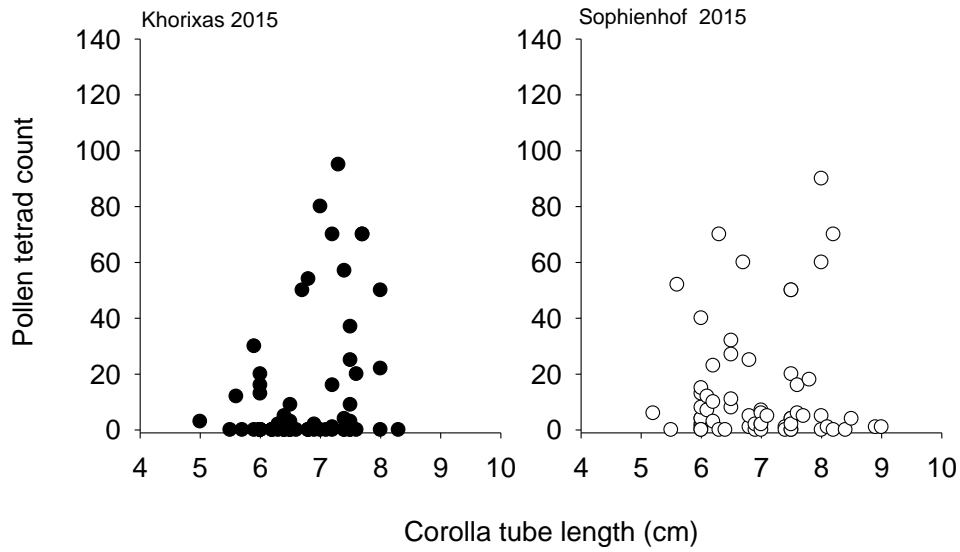 Khorixas 2015
Sophienhof 2015
140
120
100
80
60
40
20
0
4 5 6 7 8 9 10
140
120
100
80
60
40
20
0
4 5 6 7 8 9 10
Pollen tetrad count
Corolla tube length (cm)